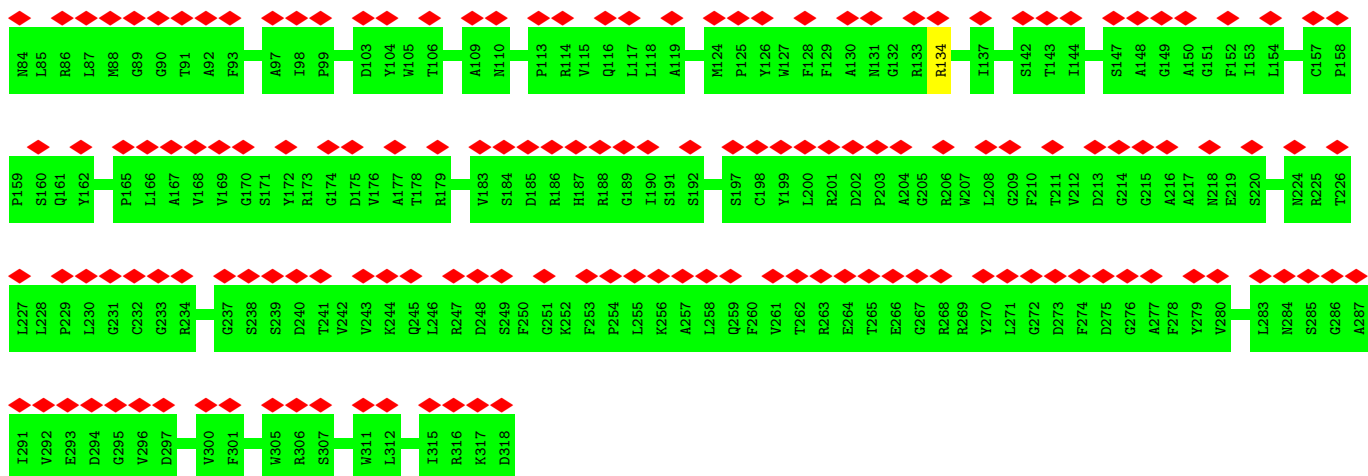 N84 L85 R86 L87 M88 G89 G90 T91 A92 F93 A97 I98 P99 D103 Y104 W105 T106 A109 N110 P113 R114 V115 Q116 L117 L118 A119 M124 P125 Y126 W127 F128 F129 A130 N131 G132 R133 R134 I137 S142 T143 I144 S147 A148 G149 A150 G151 F152 I153 L154 C157 P158
P159 S160 Q161 Y162 P165 L166 A167 V168 V169 G170 S171 Y172 R173 G174 D175 V176 A177 T178 R179 V183 S184 D185 R186 H187 R188 G189 I190 S191 S192 S197 C198 Y199 L200 R201 D202 P203 A204 G205 R206 W207 L208 G209 F210 T211 V212 D213 G214 G215 A216 A217 N218 E219 S220 N224 R225 T226
L227 L228 P229 L230 G231 C232 G233 R234 G237 S238 S239 D240 T241 V242 V243 K244 Q245 L246 R247 D248 S249 F250 G251 K252 F253 P254 L255 K256 A257 L258 Q259 F260 V261 T262 R263 E264 T265 E266 G267 R268 R269 Y270 L271 G272 D273 F274 D275 G276 A277 F278 Y279 V280 L283 N284 S285 G286 A287
I291 V292 E293 D294 G295 V296 D297 V300 F301 W305 R306 S307 W311 L312 I315 R316 K317 D318